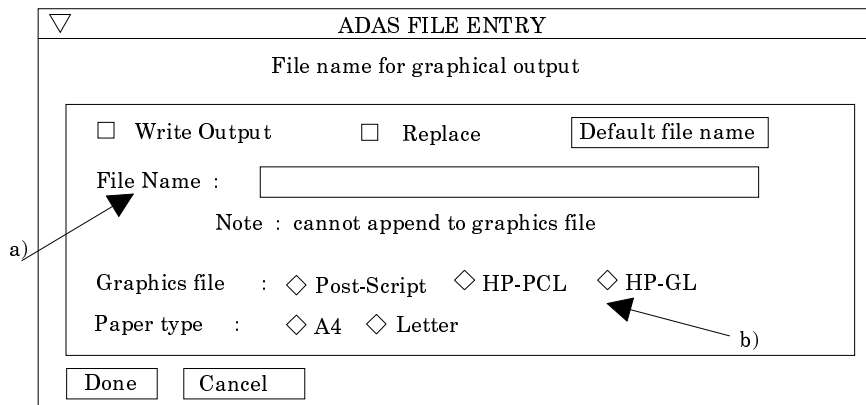 ADAS FILE ENTRY
File name for graphical output
Write Output Replace Default file name
File Name :
Note : cannot append to graphics file
a)
Graphics file : Post-Script HP-PCL HP-GL
Paper type : A4 Letter
b)
Done Cancel